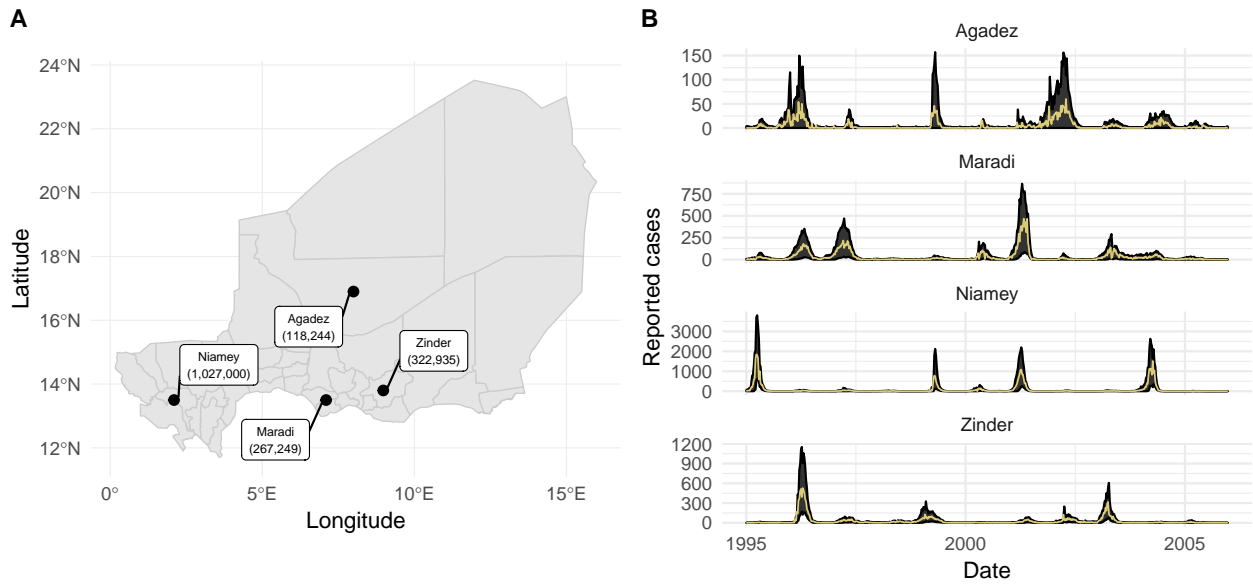 A
24°N
22°N
20°N
18°N
16°N
14°N
12°N
Latitude
Agadez
(118,244)
Zinder
(322,935)
Niamey
(1,027,000)
Maradi
(267,249)
0°
5°E
10°E
15°E
Longitude
B
Reported cases
Agadez
150
100
50
0
Maradi
750
500
250
0
Niamey
3000
2000
1000
0
Zinder
1200
900
600
300
0
1995
2000
2005
Date